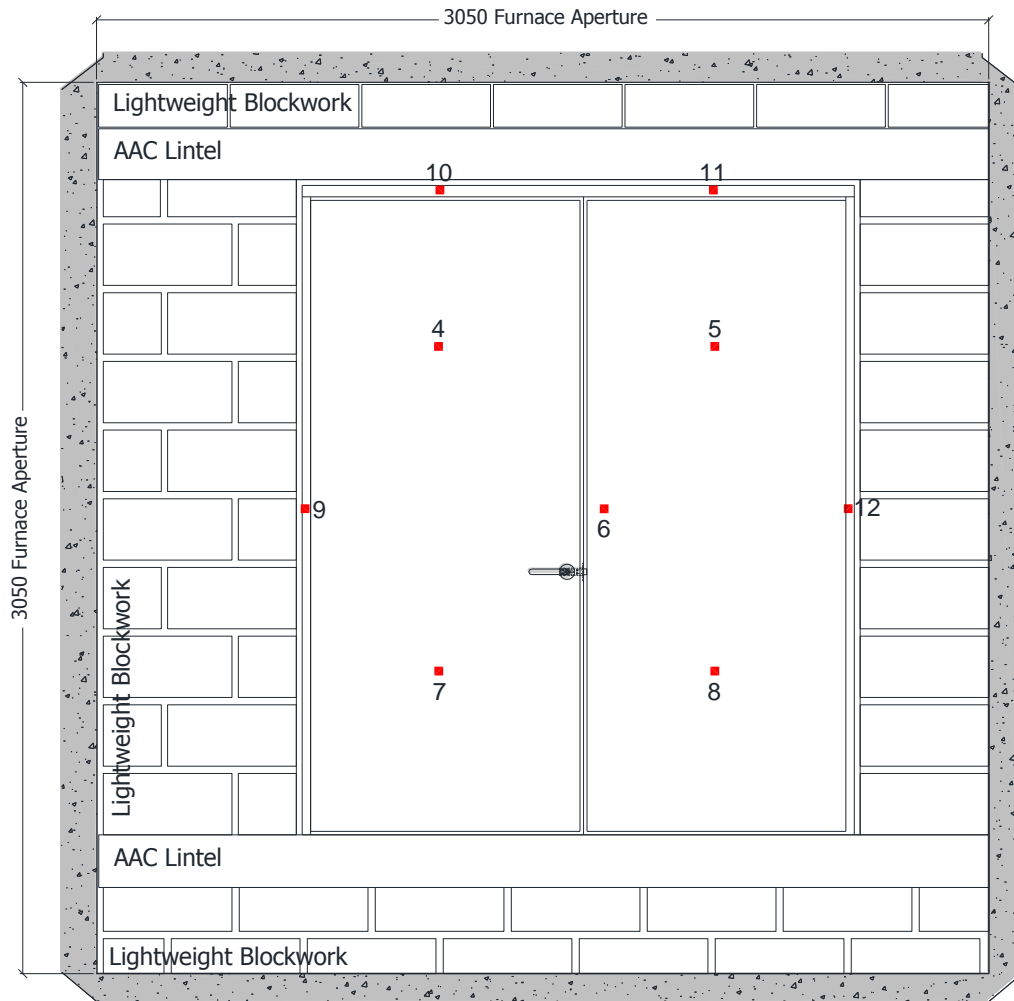 3050 Furnace Aperture
Lightweight Blockwork
AAC Lintel
10
11
4
5
3050 Furnace Aperture
9
6
12
Lightweight Blockwork
7
8
AAC Lintel
Lightweight Blockwork